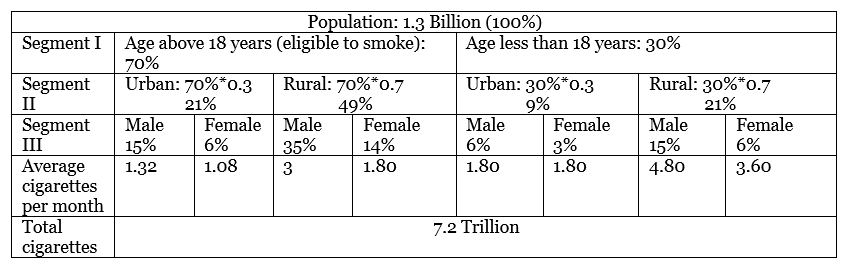 Population: 1.3 Billion (100%)
Segment I Age above 18 years (eligible to smoke): Age less than 18 years: 30%
70%
Segment Urban: 70%*0.3 Rural: 70%*0.7 Urban: 30%*0.3 Rural: 30%*0.7
II 21% 49% 9% 21%
Segment Male Female Male Female Male Female Male Female
III 15% 6% 35% 14% 6% 3% 15% 6%
Average 1.32 1.08 3 1.80 1.80 1.80 4.80 3.60
cigarettes
per month
Total 7.2 Trillion
cigarettes